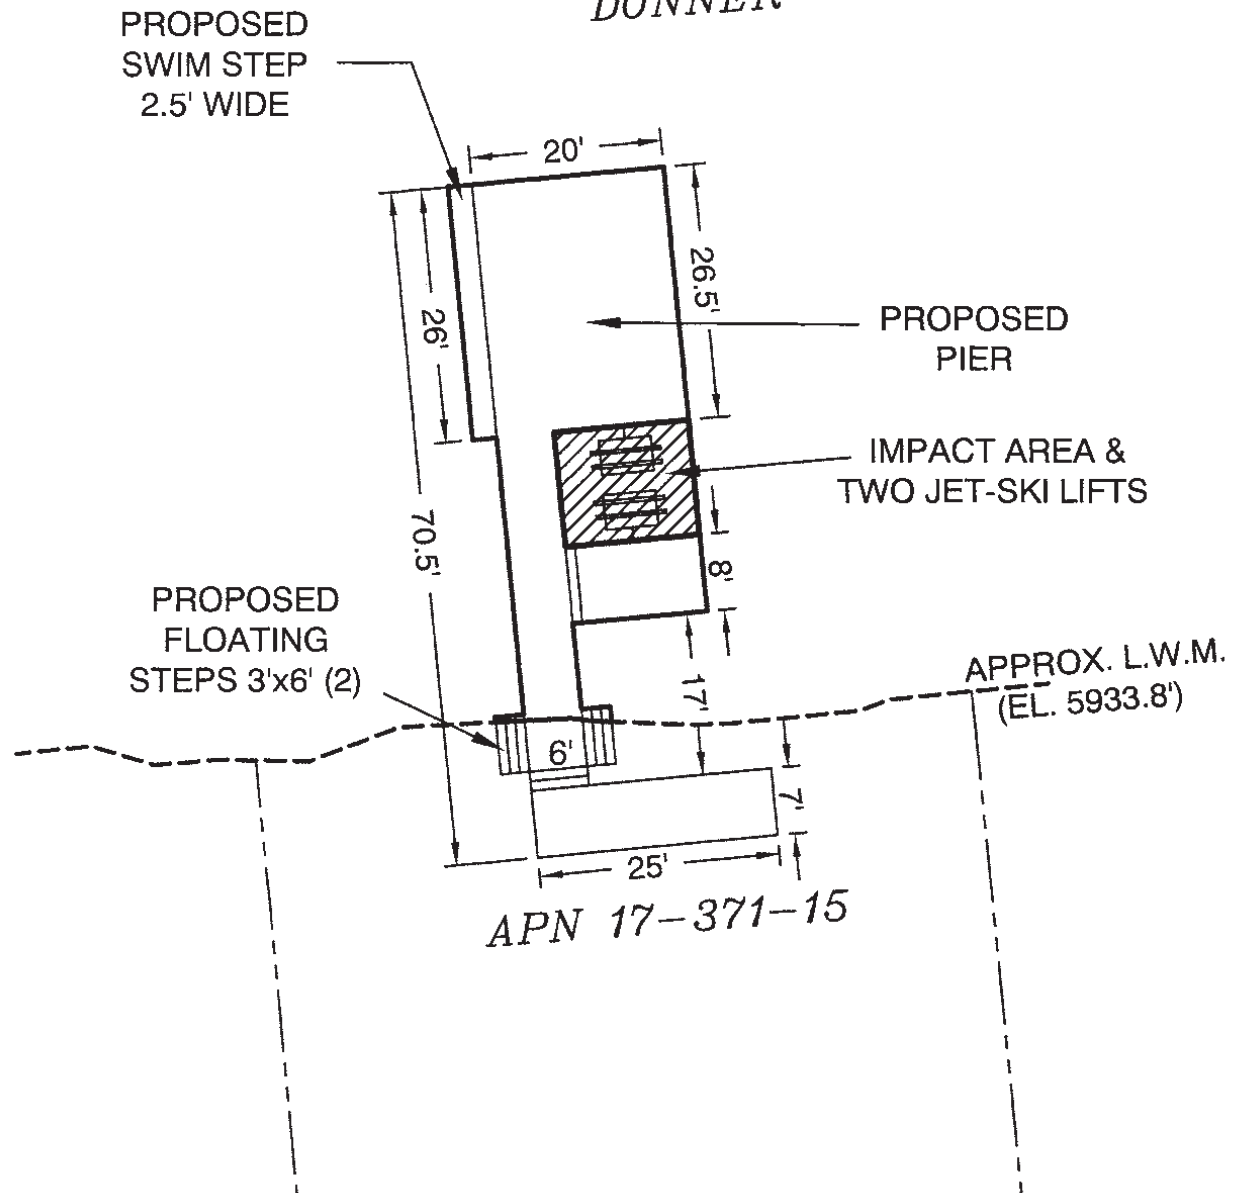 DONNER
PROPOSED
SWIM STEP
2.5' WIDE
20'
26.5'
26'
PROPOSED
PIER
IMPACT AREA &
TWO JET-SKI LIFTS
70.5'
8'
PROPOSED
FLOATING
STEPS 3'x6' (2)
17'
APPROX. L.W.M.
(EL. 5933.8')
6'
7'
25'
APN 17-371-15